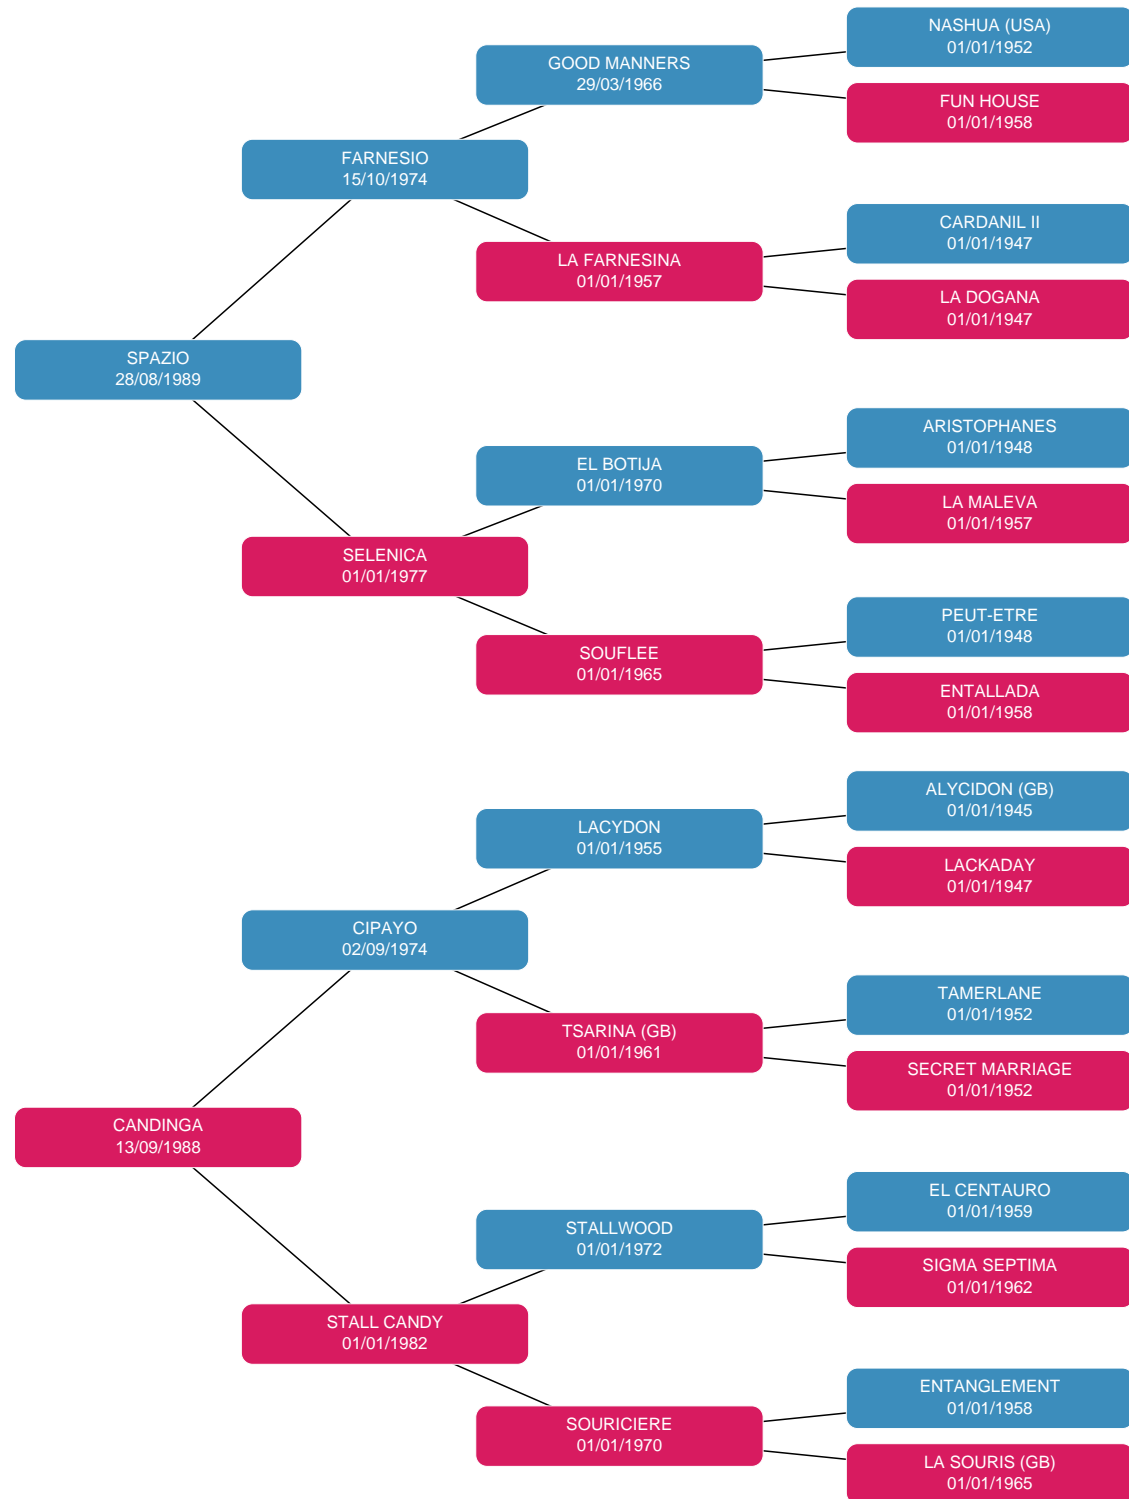 NASHUA (USA)
01/01/1952
GOOD MANNERS
29/03/1966
FUN HOUSE
01/01/1958
FARNESIO
15/10/1974
CARDANIL II
01/01/1947
LA FARNESINA
01/01/1957
LA DOGANA
01/01/1947
SPAZIO
28/08/1989
ARISTOPHANES
01/01/1948
EL BOTIJA
01/01/1970
LA MALEVA
01/01/1957
SELENICA
01/01/1977
PEUT-ETRE
01/01/1948
SOUFLEE
01/01/1965
ENTALLADA
01/01/1958
ALYCIDON (GB)
01/01/1945
LACYDON
01/01/1955
LACKADAY
01/01/1947
CIPAYO
02/09/1974
TAMERLANE
01/01/1952
TSARINA (GB)
01/01/1961
SECRET MARRIAGE
01/01/1952
CANDINGA
13/09/1988
EL CENTAURO
01/01/1959
STALLWOOD
01/01/1972
SIGMA SEPTIMA
01/01/1962
STALL CANDY
01/01/1982
ENTANGLEMENT
01/01/1958
SOURICIERE
01/01/1970
LA SOURIS (GB)
01/01/1965